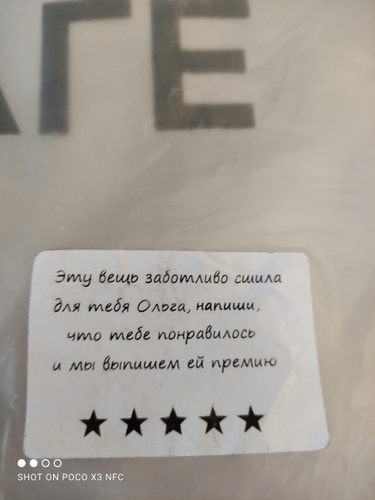 АГЕ
Эту вещь заботливо сшила
для тебя Ольга, напиши,
что тебе понравилось
и мы выпишем ей премию
SHOT ON POCO X3 NFC